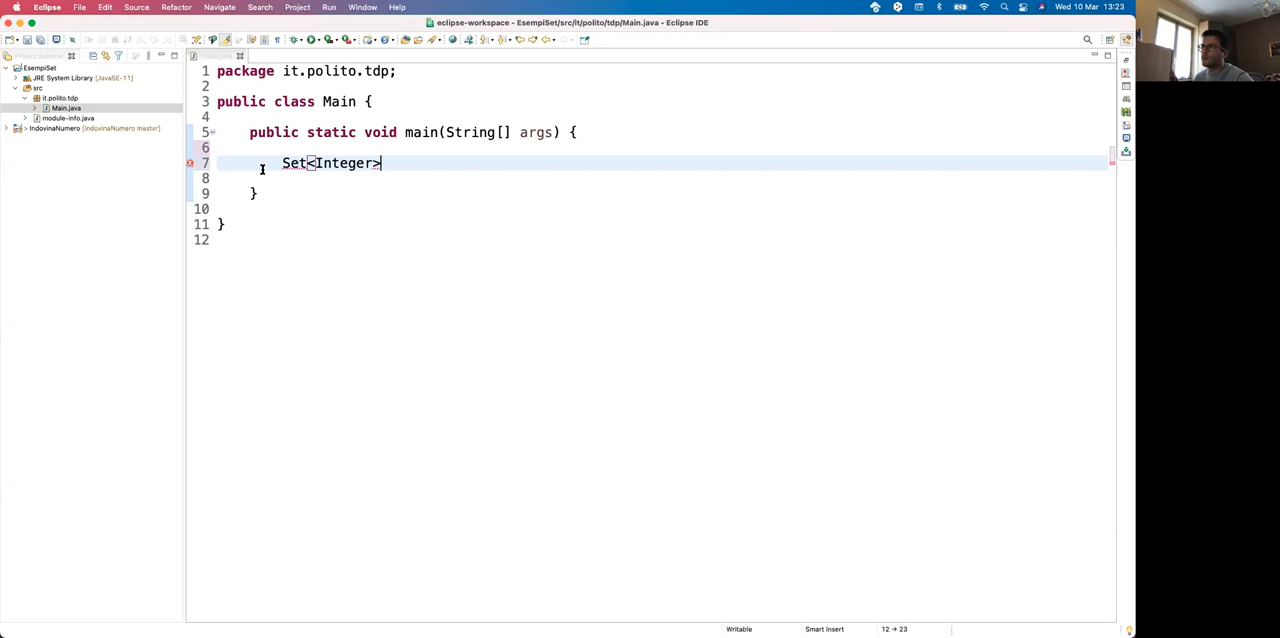 Eclipse File Edit Source Refactor Navigate Search Project Run Window Help Wed 10 Mar 13:23
eclipse-workspace - EsempiSet/src/it/polito/tdp/Main.java - Eclipse IDE
Project Explorer
EsempiSet
JRE System Library [JavaSE-11]
src
it.polito.tdp
Main.java
module-info.java
> IndovinaNumero [IndovinaNumero master]
1 package it.polito.tdp;
2
3 public class Main {
4
5 public static void main(String[] args) {
6
7 Set<Integer>
8
9 }
10
11 }
12
Writable Smart Insert 12 → 23